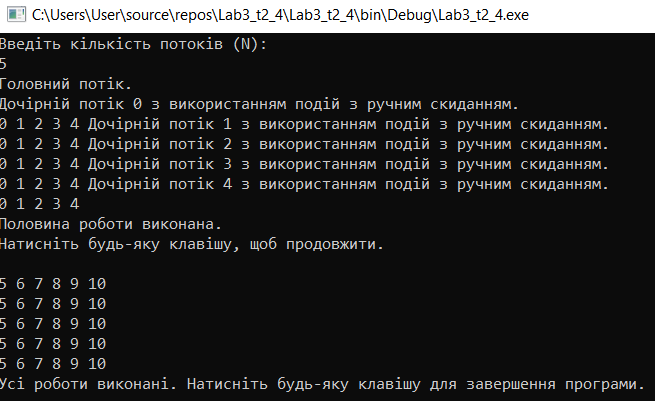 C:\Users\User\source\repos\Lab3_t2_4\Lab3_t2_4\bin\Debug\Lab3_t2_4.exe
Введіть кількість потоків (N):
5
Головний потік.
Дочірній потік 0 з використанням подій з ручним скиданням.
0 1 2 3 4 Дочірній потік 1 з використанням подій з ручним скиданням.
0 1 2 3 4 Дочірній потік 2 з використанням подій з ручним скиданням.
0 1 2 3 4 Дочірній потік 3 з використанням подій з ручним скиданням.
0 1 2 3 4 Дочірній потік 4 з використанням подій з ручним скиданням.
0 1 2 3 4
Половина роботи виконана.
Натисніть будь-яку клавішу, щоб продовжити.
5 6 7 8 9 10
5 6 7 8 9 10
5 6 7 8 9 10
5 6 7 8 9 10
5 6 7 8 9 10
Усі роботи виконані. Натисніть будь-яку клавішу для завершення програми.